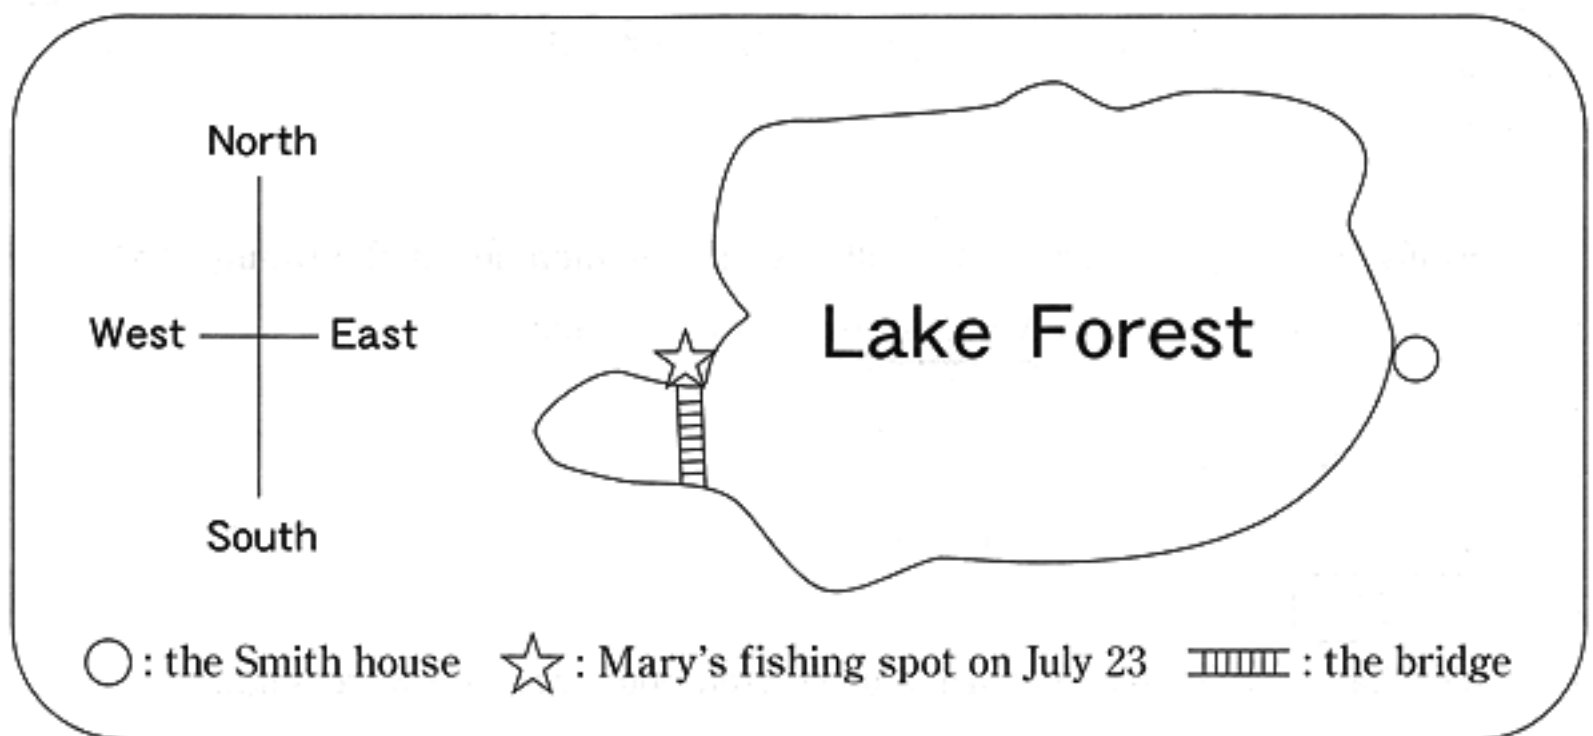 North
West
East
Lake Forest
South
: the Smith house
: Mary's fishing spot on July 23
: the bridge